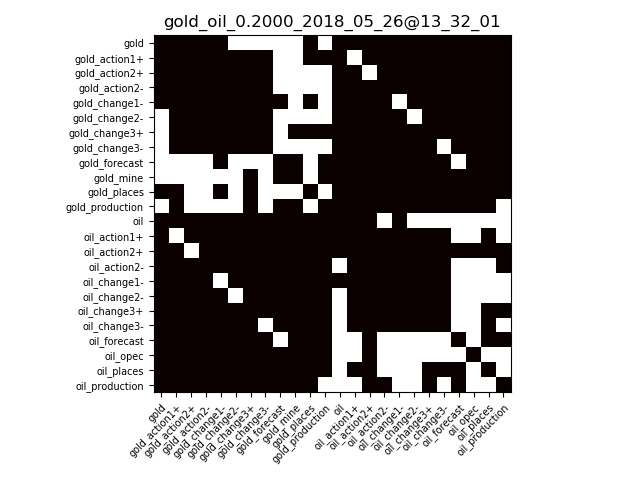 gold_oil_0.2000_2018_05_26@13_32_01
gold
gold_action1+
gold_action2+
gold_action2-
gold_change1-
gold_change2-
gold_change3+
gold_change3-
gold_forecast
gold_mine
gold_places
gold_production
oil
oil_action1+
oil_action2+
oil_action2-
oil_change1-
oil_change2-
oil_change3+
oil_change3-
oil_forecast
oil_opec
oil_places
oil_production
gold
gold_action1+
gold_action2+
gold_action2-
gold_change1-
gold_change2-
gold_change3+
gold_change3-
gold_forecast
gold_mine
gold_places
gold_production
oil
oil_action1+
oil_action2+
oil_action2-
oil_change1-
oil_change2-
oil_change3+
oil_change3-
oil_forecast
oil_opec
oil_places
oil_production